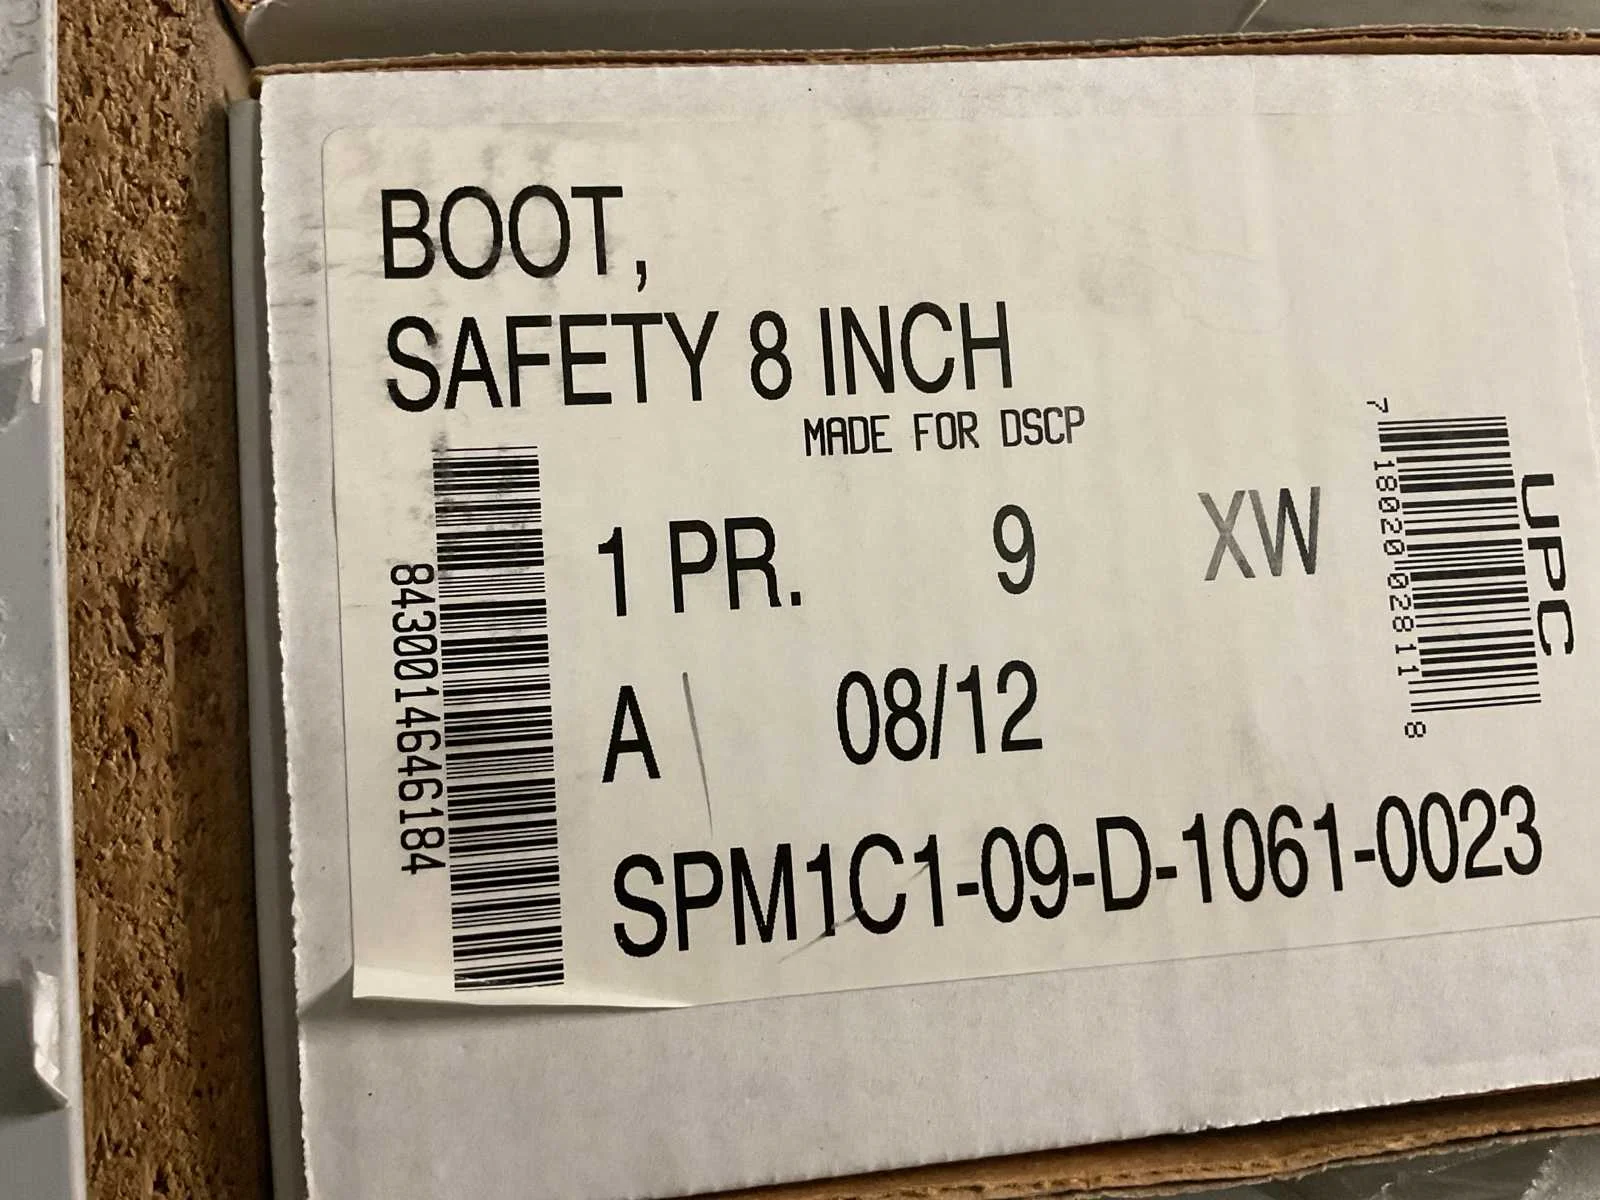 BOOT,
SAFETY 8 INCH
MADE FOR DSCP
1 PR. 9 XW
A 08/12
SPM1C1-09-D-1061-0023
8430014646184
7 18020 02811 8
UPC